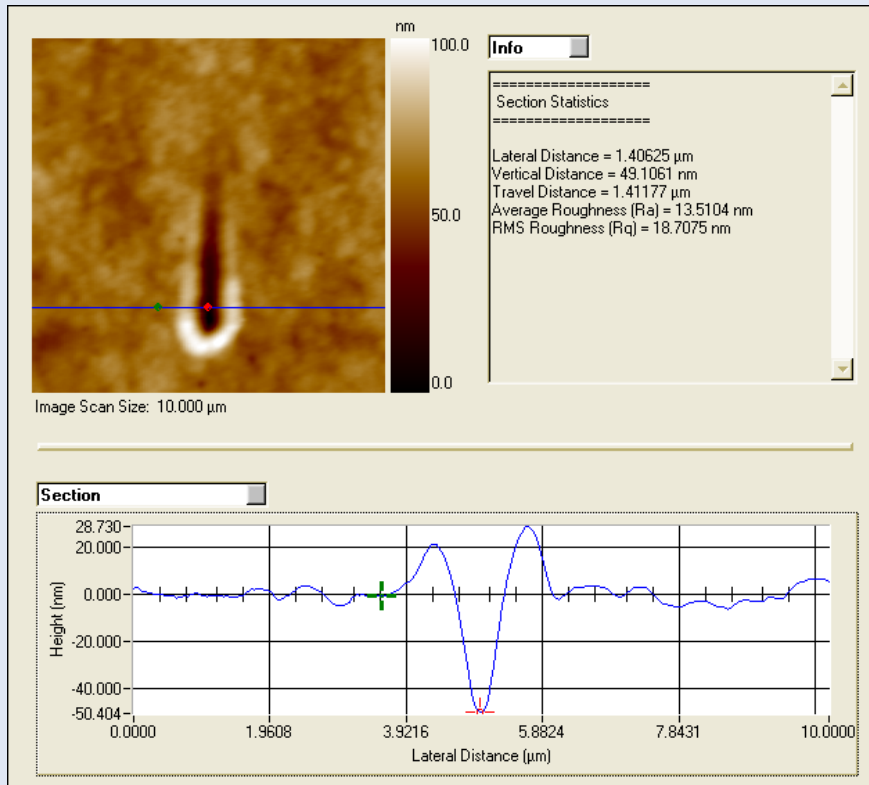 nm
100.0
50.0
0.0
Image Scan Size: 10.000 µm
Info
===================
Section Statistics
===================
Lateral Distance = 1.40625 µm
Vertical Distance = 49.1061 nm
Travel Distance = 1.41177 µm
Average Roughness (Ra) = 13.5104 nm
RMS Roughness (Rq) = 18.7075 nm
Section
Height (nm)
28.730
20.000
0.000
-20.000
-40.000
-50.404
0.0000 1.9608 3.9216 5.8824 7.8431 10.0000
Lateral Distance (µm)